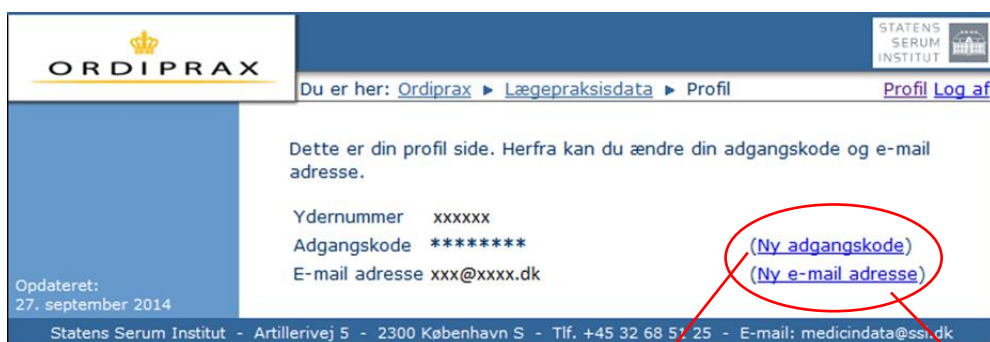 ORDIPRAX
STATENS
SERUM
INSTITUT
Du er her: Ordiprax ▶ Lægepraksisdata ▶ Profil
Profil Log af
Dette er din profil side. Herfra kan du ændre din adgangskode og e-mail
adresse.
Ydernummer xxxxxx
Adgangskode ******** (Ny adgangskode)
E-mail adresse xxx@xxxx.dk (Ny e-mail adresse)
Opdateret:
27. september 2014
Statens Serum Institut - Artillerivej 5 - 2300 København S - Tlf. +45 32 68 51 25 - E-mail: medicindata@ssi.dk